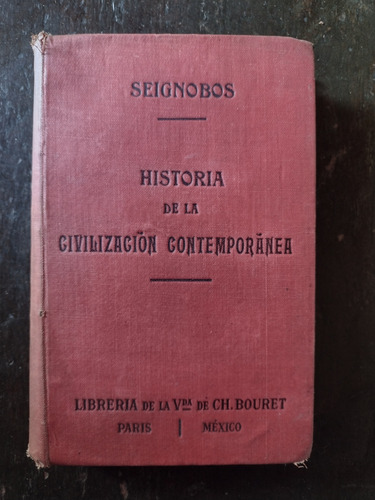 SEIGNOBOS
HISTORIA
DE LA
CIVILIZACIÓN CONTEMPORÁNEA
LIBRERIA DE LA Vda DE CH. BOURET
PARIS | MÉXICO